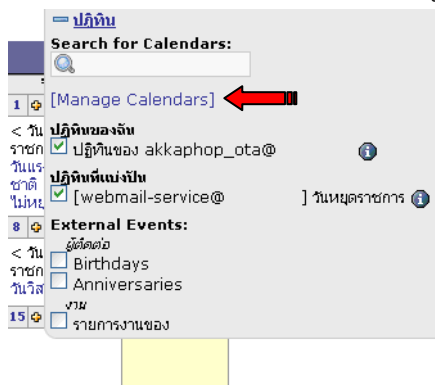 ปฏิทิน
Search for Calendars:
[Manage Calendars]
ปฏิทินของฉัน
ปฏิทินของ akkaphop_ota@
ปฏิทินที่แบ่งปัน
[webmail-service@ ] วันหยุดราชการ
External Events:
ผู้ติดต่อ
Birthdays
Anniversaries
งาน
รายการงานของ
1
< วัน
ราชก
วันแร
ชาติ
8
< วัน
ราชก
วันวิส
15